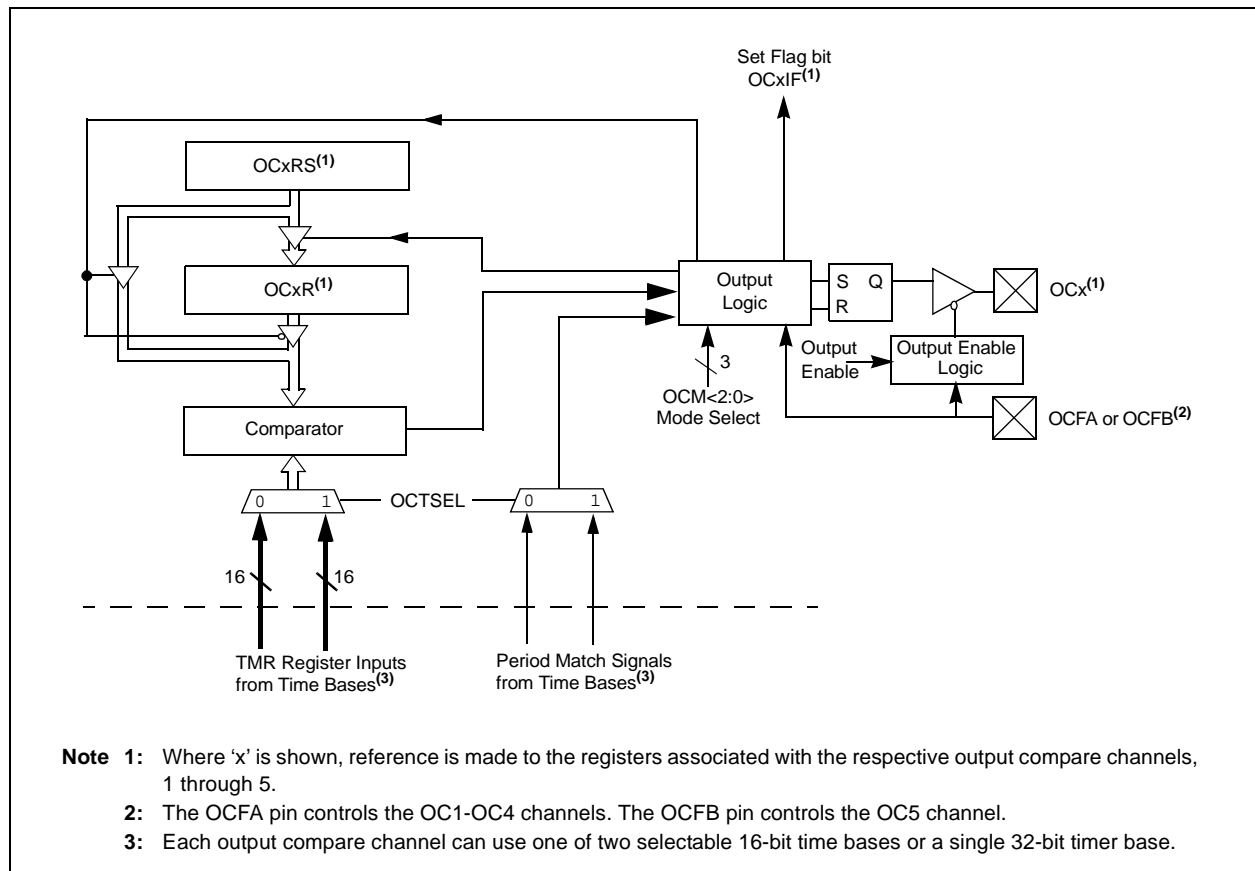 Set Flag bit
OCxIF(1)
OCxRS(1)
OCxR(1)
Output
Logic
S Q
R
OCx(1)
Output
Enable
Output Enable
Logic
3
OCM<2:0>
Mode Select
OCFA or OCFB(2)
Comparator
0 1
OCTSEL
0 1
16
16
TMR Register Inputs
from Time Bases(3)
Period Match Signals
from Time Bases(3)
Note 1: Where ‘x’ is shown, reference is made to the registers associated with the respective output compare channels,
1 through 5.
2: The OCFA pin controls the OC1-OC4 channels. The OCFB pin controls the OC5 channel.
3: Each output compare channel can use one of two selectable 16-bit time bases or a single 32-bit timer base.